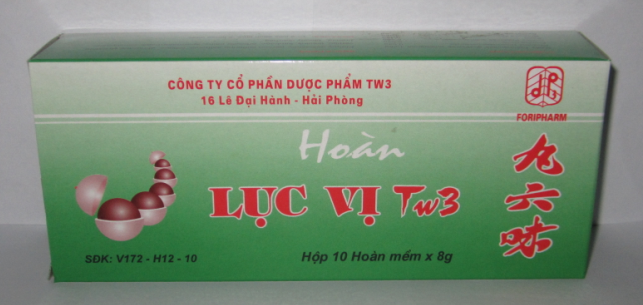 CÔNG TY CỔ PHẦN DƯỢC PHẨM TW3
16 Lê Đại Hành - Hải Phòng
FORIPHARM
Hoàn
LỤC VỊ TW3
丸六味
SĐK: V172 - H12 - 10
Hộp 10 Hoàn mềm x 8g